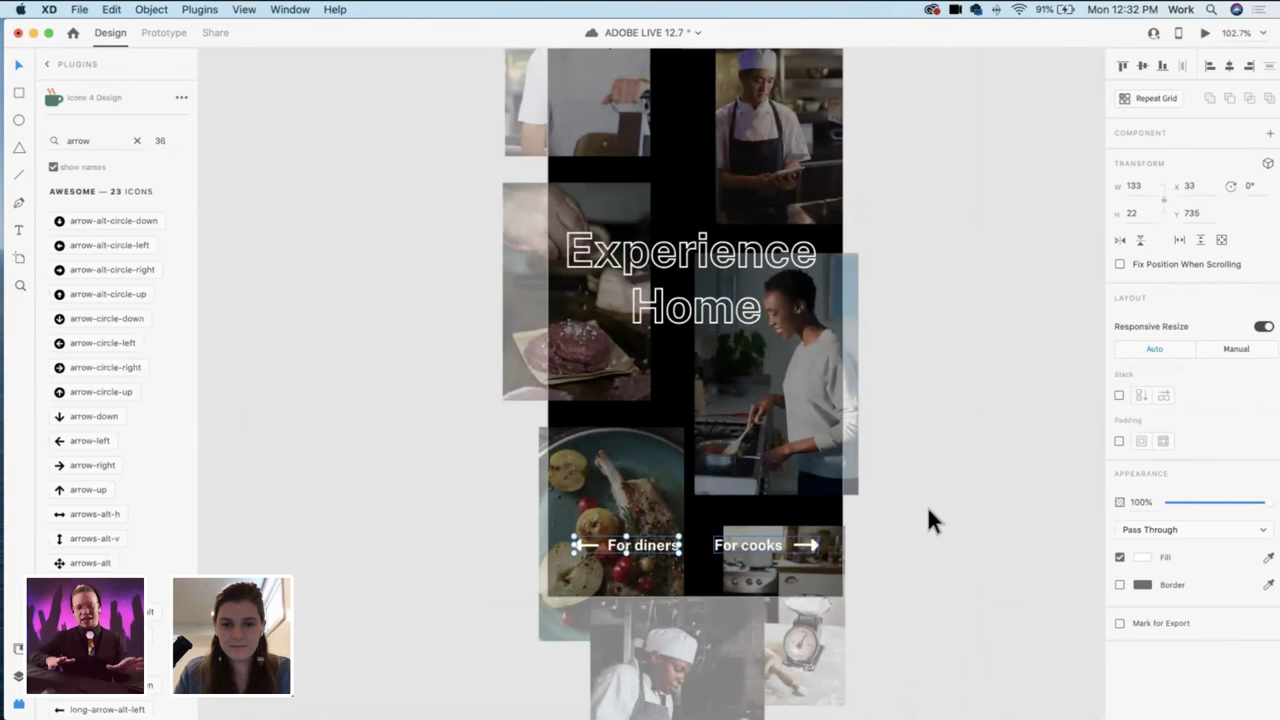 XD File Edit Object Plugins View Window Help
91% Mon 12:32 PM Work
Design Prototype Share
ADOBE LIVE 12.7 *
102.7%
PLUGINS
Icons 4 Design
arrow 36
show names
AWESOME — 23 ICONS
arrow-alt-circle-down
arrow-alt-circle-left
arrow-alt-circle-right
arrow-alt-circle-up
arrow-circle-down
arrow-circle-left
arrow-circle-right
arrow-circle-up
arrow-down
arrow-left
arrow-right
arrow-up
arrows-alt-h
arrows-alt-v
arrows-alt
long-arrow-alt-left
Experience
Home
For diners For cooks
Repeat Grid
COMPONENT
TRANSFORM
W 133 X 33 0°
H 22 Y 735
Fix Position When Scrolling
LAYOUT
Responsive Resize
Auto Manual
Stack
Padding
APPEARANCE
100%
Pass Through
Fill
Border
Mark for Export